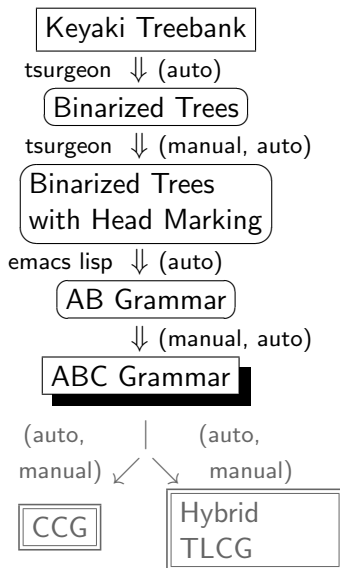 Keyaki Treebank
tsurgeon ⇓ (auto)
Binarized Trees
tsurgeon ⇓ (manual, auto)
Binarized Trees
with Head Marking
emacs lisp ⇓ (auto)
AB Grammar
⇓ (manual, auto)
ABC Grammar
(auto, (auto,
manual) manual)
CCG
Hybrid
TLCG